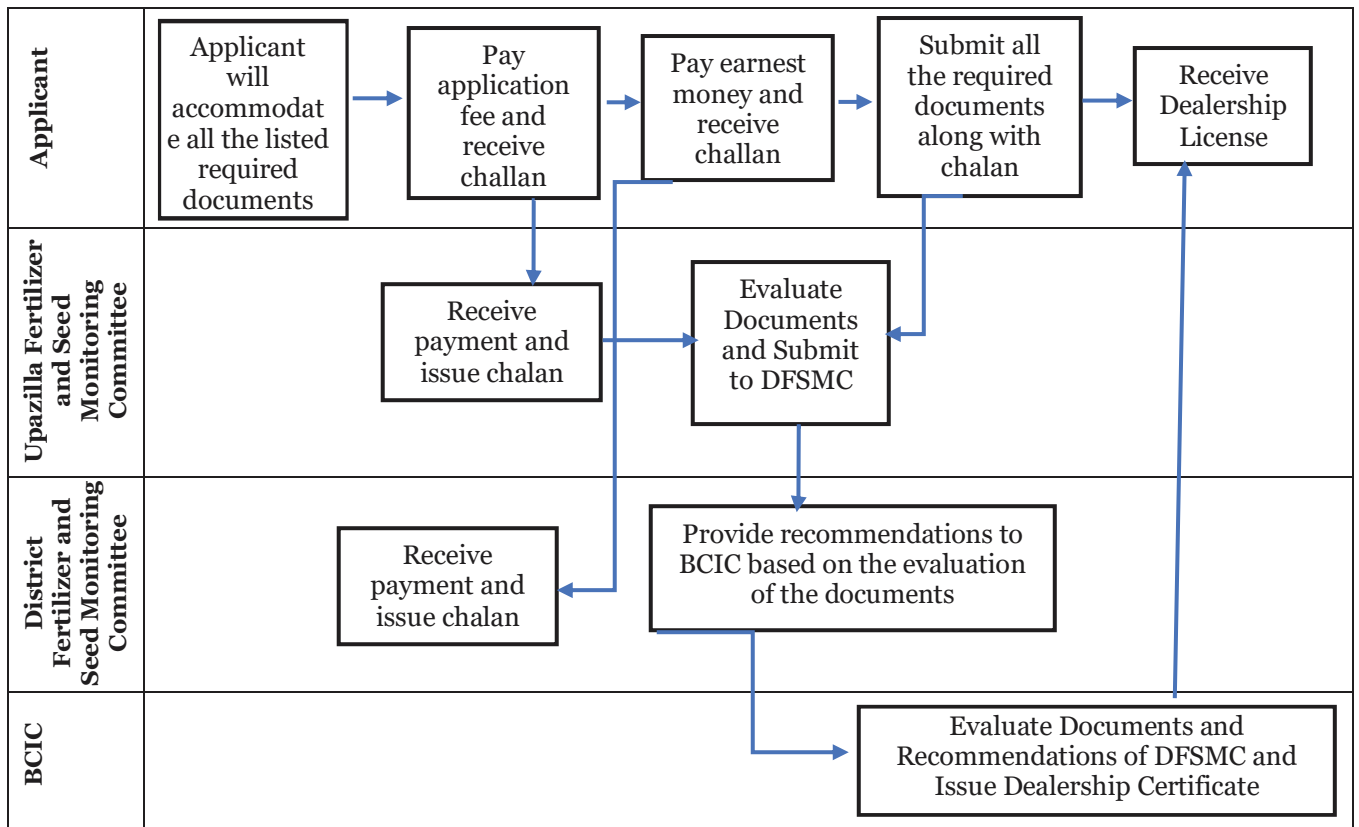 Applicant
Applicant
will
accommodat
e all the listed
required
documents
Pay
application
fee and
receive
challan
Pay earnest
money and
receive
challan
Submit all
the required
documents
along with
chalan
Receive
Dealership
License
Upazilla Fertilizer
and Seed
Monitoring
Committee
Receive
payment and
issue chalan
Evaluate
Documents
and Submit
to DFSMC
District
Fertilizer and
Seed Monitoring
Committee
Receive
payment and
issue chalan
Provide recommendations to
BCIC based on the evaluation
of the documents
BCIC
Evaluate Documents and
Recommendations of DFSMC and
Issue Dealership Certificate